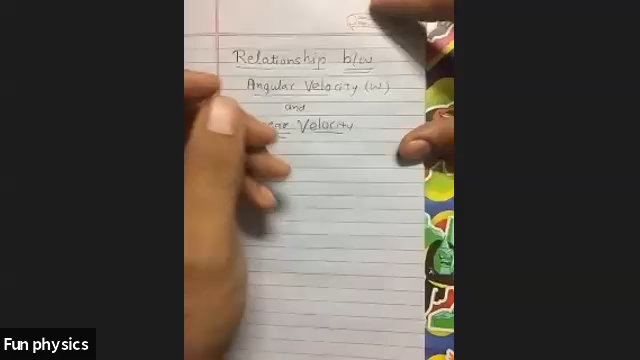 Relationship b/w
Angular Velocity (W)
and
Velocity
Fun physics